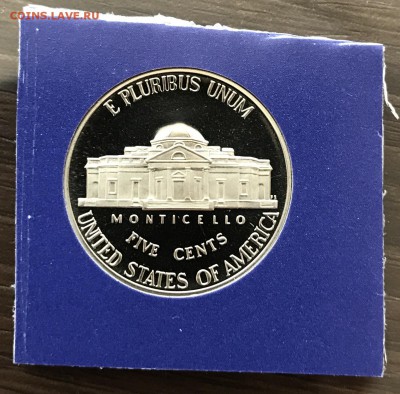 COINS.LAVE.RU
E PLURIBUS UNUM
MONTICELLO
FIVE CENTS
UNITED STATES OF AMERICA